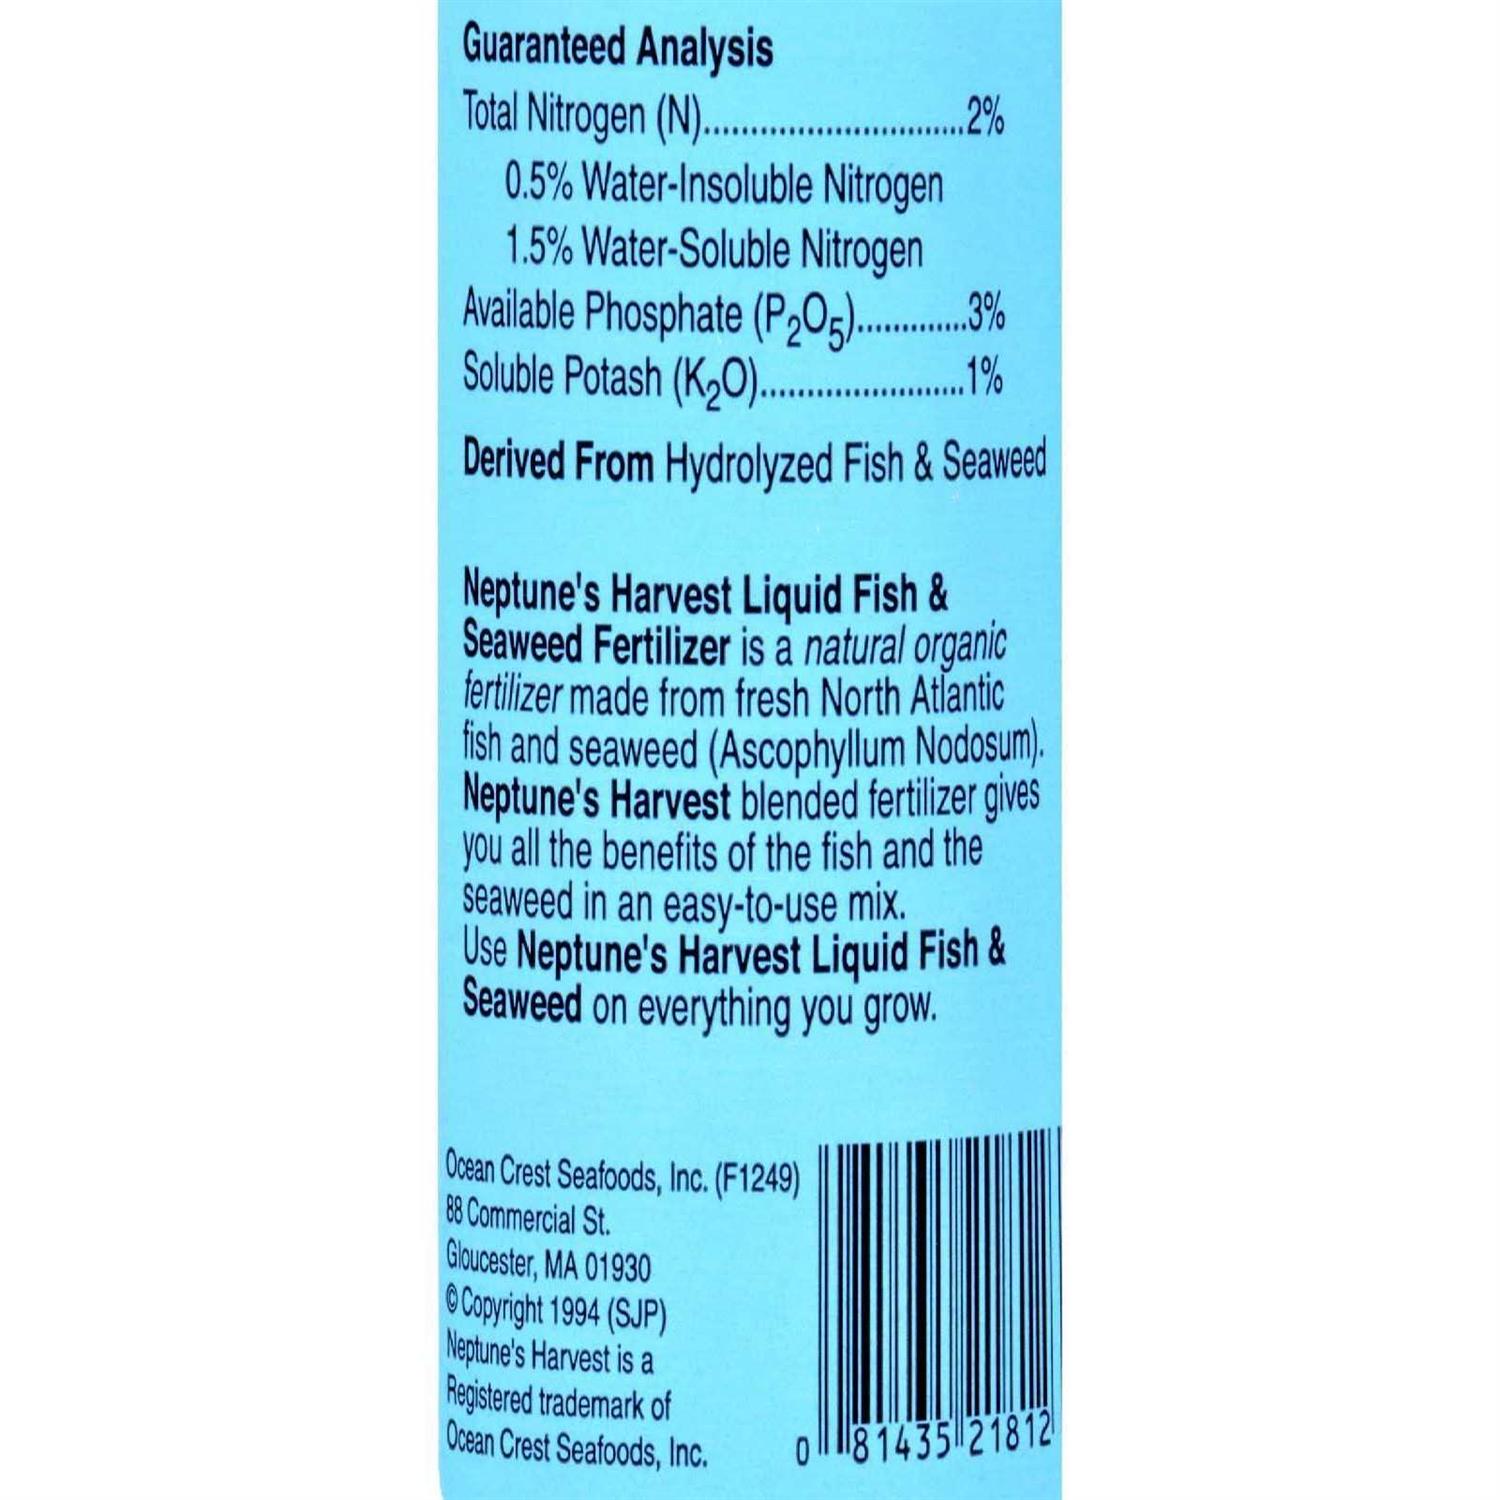 Guaranteed Analysis
Total Nitrogen (N)............................2%
0.5% Water-Insoluble Nitrogen
1.5% Water-Soluble Nitrogen
Available Phosphate (P₂O₅).............3%
Soluble Potash (K₂O)......................1%
Derived From Hydrolyzed Fish & Seaweed
Neptune's Harvest Liquid Fish &
Seaweed Fertilizer is a natural organic
fertilizer made from fresh North Atlantic
fish and seaweed (Ascophyllum Nodosum).
Neptune's Harvest blended fertilizer gives
you all the benefits of the fish and the
seaweed in an easy-to-use mix.
Use Neptune's Harvest Liquid Fish &
Seaweed on everything you grow.
Ocean Crest Seafoods, Inc. (F1249)
88 Commercial St.
Gloucester, MA 01930
© Copyright 1994 (SJP)
Neptune's Harvest is a
Registered trademark of
Ocean Crest Seafoods, Inc.
0 81435 21812